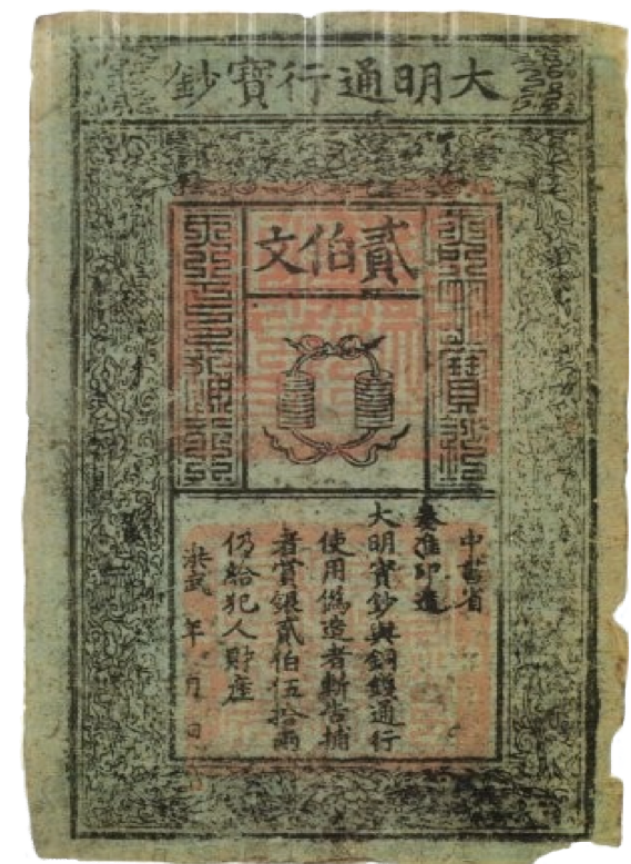 大明通行寶鈔
貳伯文
中書省
奏准印造
大明寶鈔與銅錢通行
使用僞造者斬告捕
者賞銀貳伯伍拾兩
仍給犯人財産
洪武 年 月 日